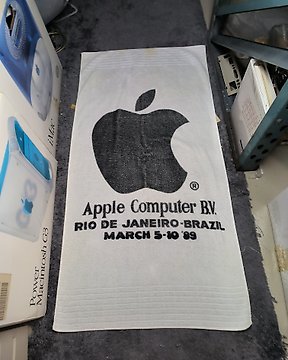 iMac
Power
Macintosh G3
®
Apple Computer B.V.
RIO DE JANEIRO-BRAZIL
MARCH 5-10 '89